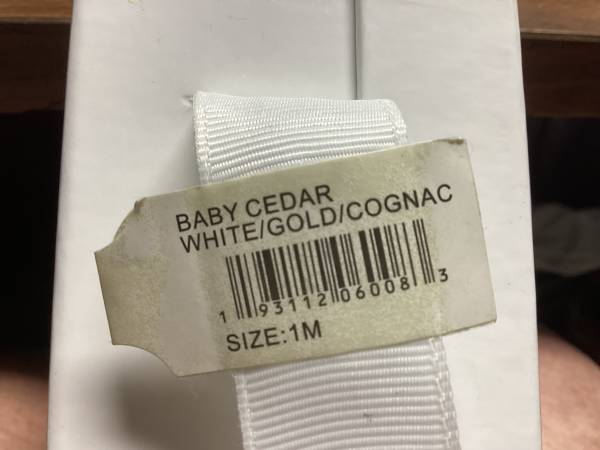 BABY CEDAR
WHITE/GOLD/COGNAC
1 93112 06008 3
SIZE:1M